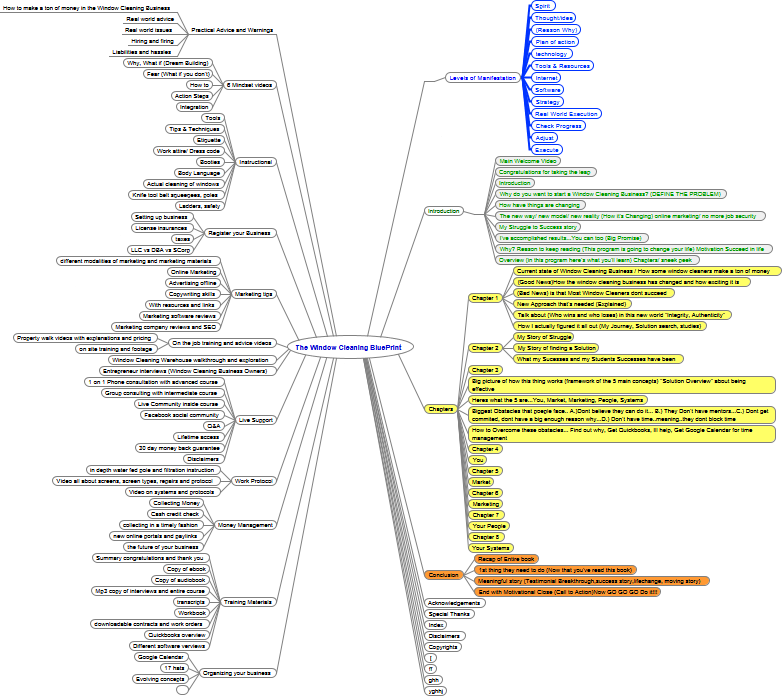 How to make a ton of money in the Window Cleaning Business
Real world advice
Real world issues
Hiring and firing
Liabilities and hassles
Practical Advice and Warnings
Why, What if (Dream Building)
Fear (What if you don't)
How to
Action Steps
Integration
6 Mindset videos
Tools
Tips & Techniques
Etiquette
Work attire/ Dress code
Booties
Body Language
Actual cleaning of windows
Knife tool belt squeegees, poles
Ladders, safety
Instructional
Setting up business
License insurances
taxes
LLC vs DBA vs SCorp
Register your Business
different modalities of marketing and marketing materials
Online Marketing
Advertising offline
Copywriting skills
With resources and links
Marketing software reviews
Marketing company reviews and SEO
Marketing tips
Property walk videos with explanations and pricing
on site training and footage
On the job training and advice videos
Window Cleaning Warehouse walkthrough and exploration
Entrepreneur interviews (Window Cleaning Business Owners)
1 on 1 Phone consultation with advanced course
Group consulting with intermediate course
Live Community inside course
Facebook social community
Q&A
Lifetime access
30 day money back guarantee
Disclaimers
Live Support
in depth water fed pole and filtration instruction
Video all about screens, screen types, repairs and protocol
Video on systems and protocols
Work Protocol
Collecting Money
Cash credit check
collecting in a timely fashion
new online portals and paylinks
the future of your business
Money Management
Summary congratulations and thank you
Copy of ebook
Copy of audiobook
Mp3 copy of interviews and entire course
transcripts
Workbook
downloadable contracts and work orders
Quickbooks overview
Different software verviews
Training Materials
Google Calendar
17 hats
Evolving concepts
Organizing your business
The Window Cleaning BluePrint
Levels of Manifestation
Spirit
Thought/idea
(Reason Why)
Plan of action
technology
Tools & Resources
Internet
Software
Strategy
Real World Execution
Check Progress
Adjust
Execute
Introduction
Main Welcome Video
Congratulations for taking the leap
Introduction
Why do you want to start a Window Cleaning Business? (DEFINE THE PROBLEM)
How have things are changing
The new way/ new model/ new reality (How it's Changing) online marketing/ no more job security
My Struggle to Success story
I've accomplished results...You can too (Big Promise)
Why? Reason to keep reading (This program is going to change your life) Motivation Succeed in life
Overview (in this program here's what you'll learn) Chapters/ sneek peek
Chapters
Chapter 1
Current state of Window Cleaning Business / How some window cleaners make a ton of money
(Good News)How the window cleaning business has changed and how exciting it is
(Bad News) is that Most Window Cleaners dont succeed
New Approach that's needed (Explained)
Talk about (Who wins and who loses) in this new world "Integrity, Authenticity"
How I actually figured it all out (My Journey, Solution search, studies)
Chapter 2
My Story of Struggle
My Story of finding a Solution
What my Sucesses and my Students Successes have been
Chapter 3
Big picture of how this thing works (framework of the 5 main concepts) "Solution Overview" about being
effective
Heres what the 5 are...You, Market, Marketing, People, Systems
Biggest Obstacles that poeple face.. A.)Dont believe they can do it... B.) They Don't have mentors...C.) Dont get
commited, dont have a big enough reason why...D.) Don't have time..meaning..they dont block time
How to Overcome these obstacles... Find out why, Get Quickbooks, Ill help, Get Google Calendar for time
management
Chapter 4
You
Chapter 5
Market
Chapter 6
Marketing
Chapter 7
Your People
Chapter 8
Your Systems
Conclusion
Recap of Entire book
1st thing they need to do (Now that you've read this book)
Meaningful story (Testimonial Breakthrough,success story,lifechange, moving story)
End with Motivational Close (Call to Action)Now GO GO GO Do it!!!
Acknowledgements
Special Thanks
Index
Disclaimers
Copyrights
ghh
yghhj